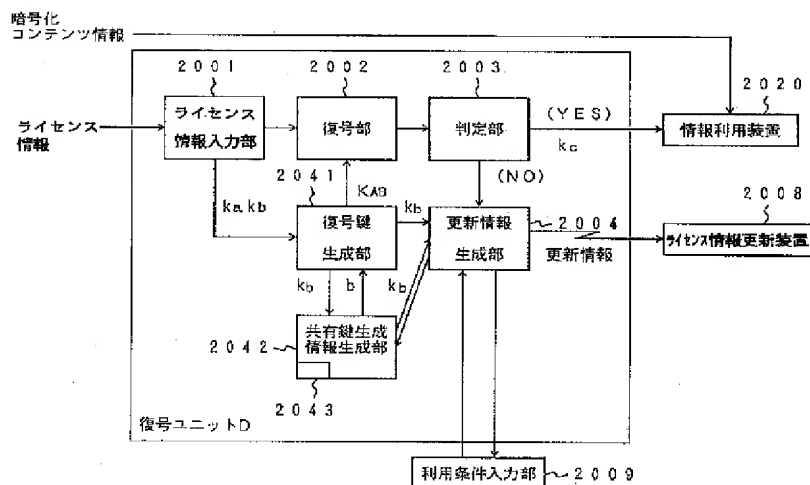 暗号化
コンテンツ情報
2001
2002
2003
2020
ライセンス
情報
ライセンス
情報入力部
復号部
判定部
(YES)
kc
情報利用装置
2041
KAB
(NO)
2008
ka,kb
復号鍵
生成部
kb
更新情報
生成部
2004
更新情報
ライセンス情報更新装置
kb
b
kb
2042
共有鍵生成
情報生成部
2043
復号ユニットD
利用条件入力部
2009